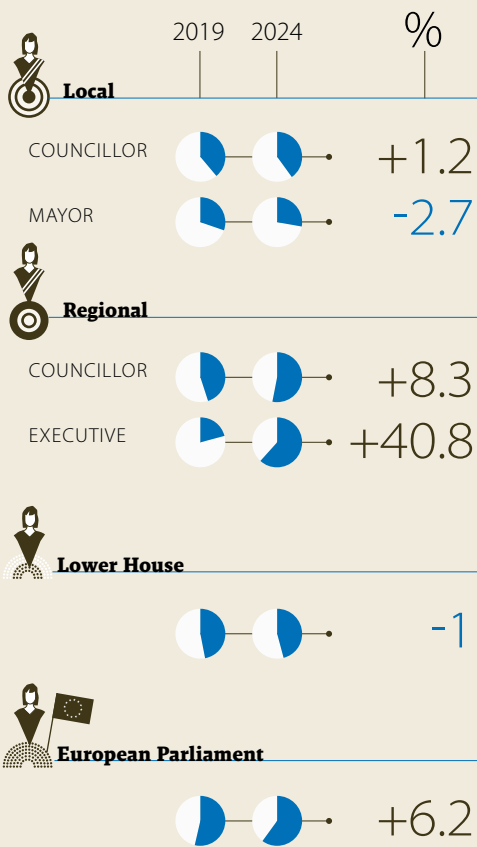 2019 2024 %
Local
COUNCILLOR +1.2
MAYOR -2.7
Regional
COUNCILLOR +8.3
EXECUTIVE +40.8
Lower House
-1
European Parliament
+6.2